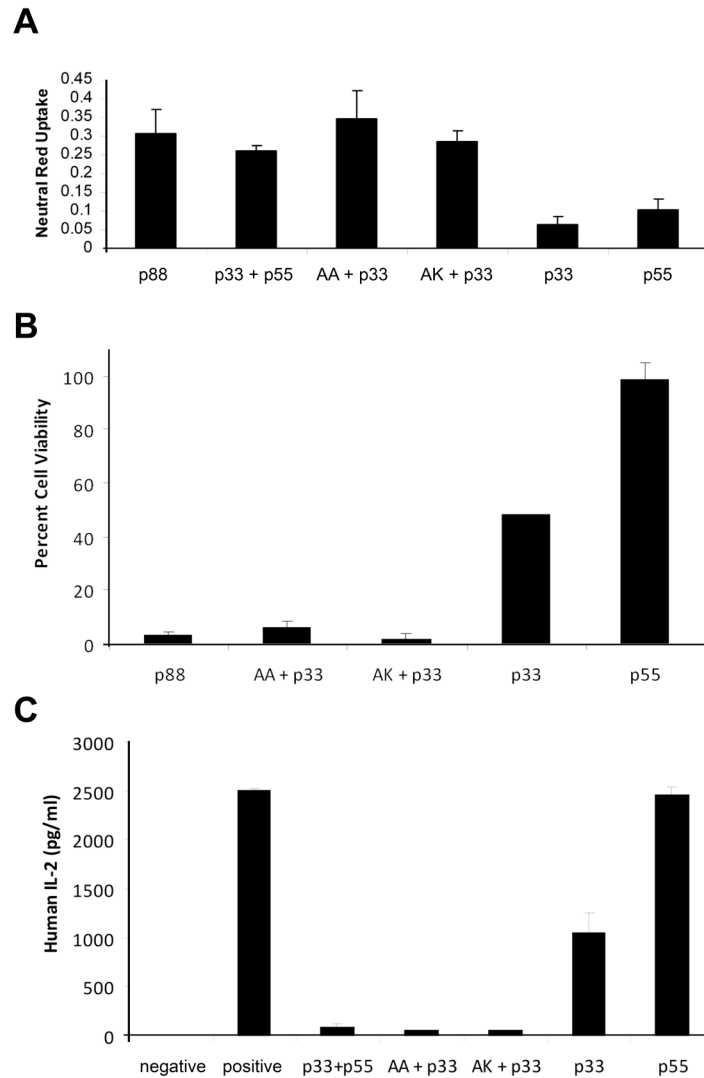 A
Neutral Red Uptake
0.45
0.4
0.35
0.3
0.25
0.2
0.15
0.1
0.05
0
p88
p33 + p55
AA + p33
AK + p33
p33
p55
B
Percent Cell Viability
100
80
60
40
20
0
p88
AA + p33
AK + p33
p33
p55
C
Human IL-2 (pg/ml)
3000
2500
2000
1500
1000
500
0
negative
positive
p33+p55
AA + p33
AK + p33
p33
p55